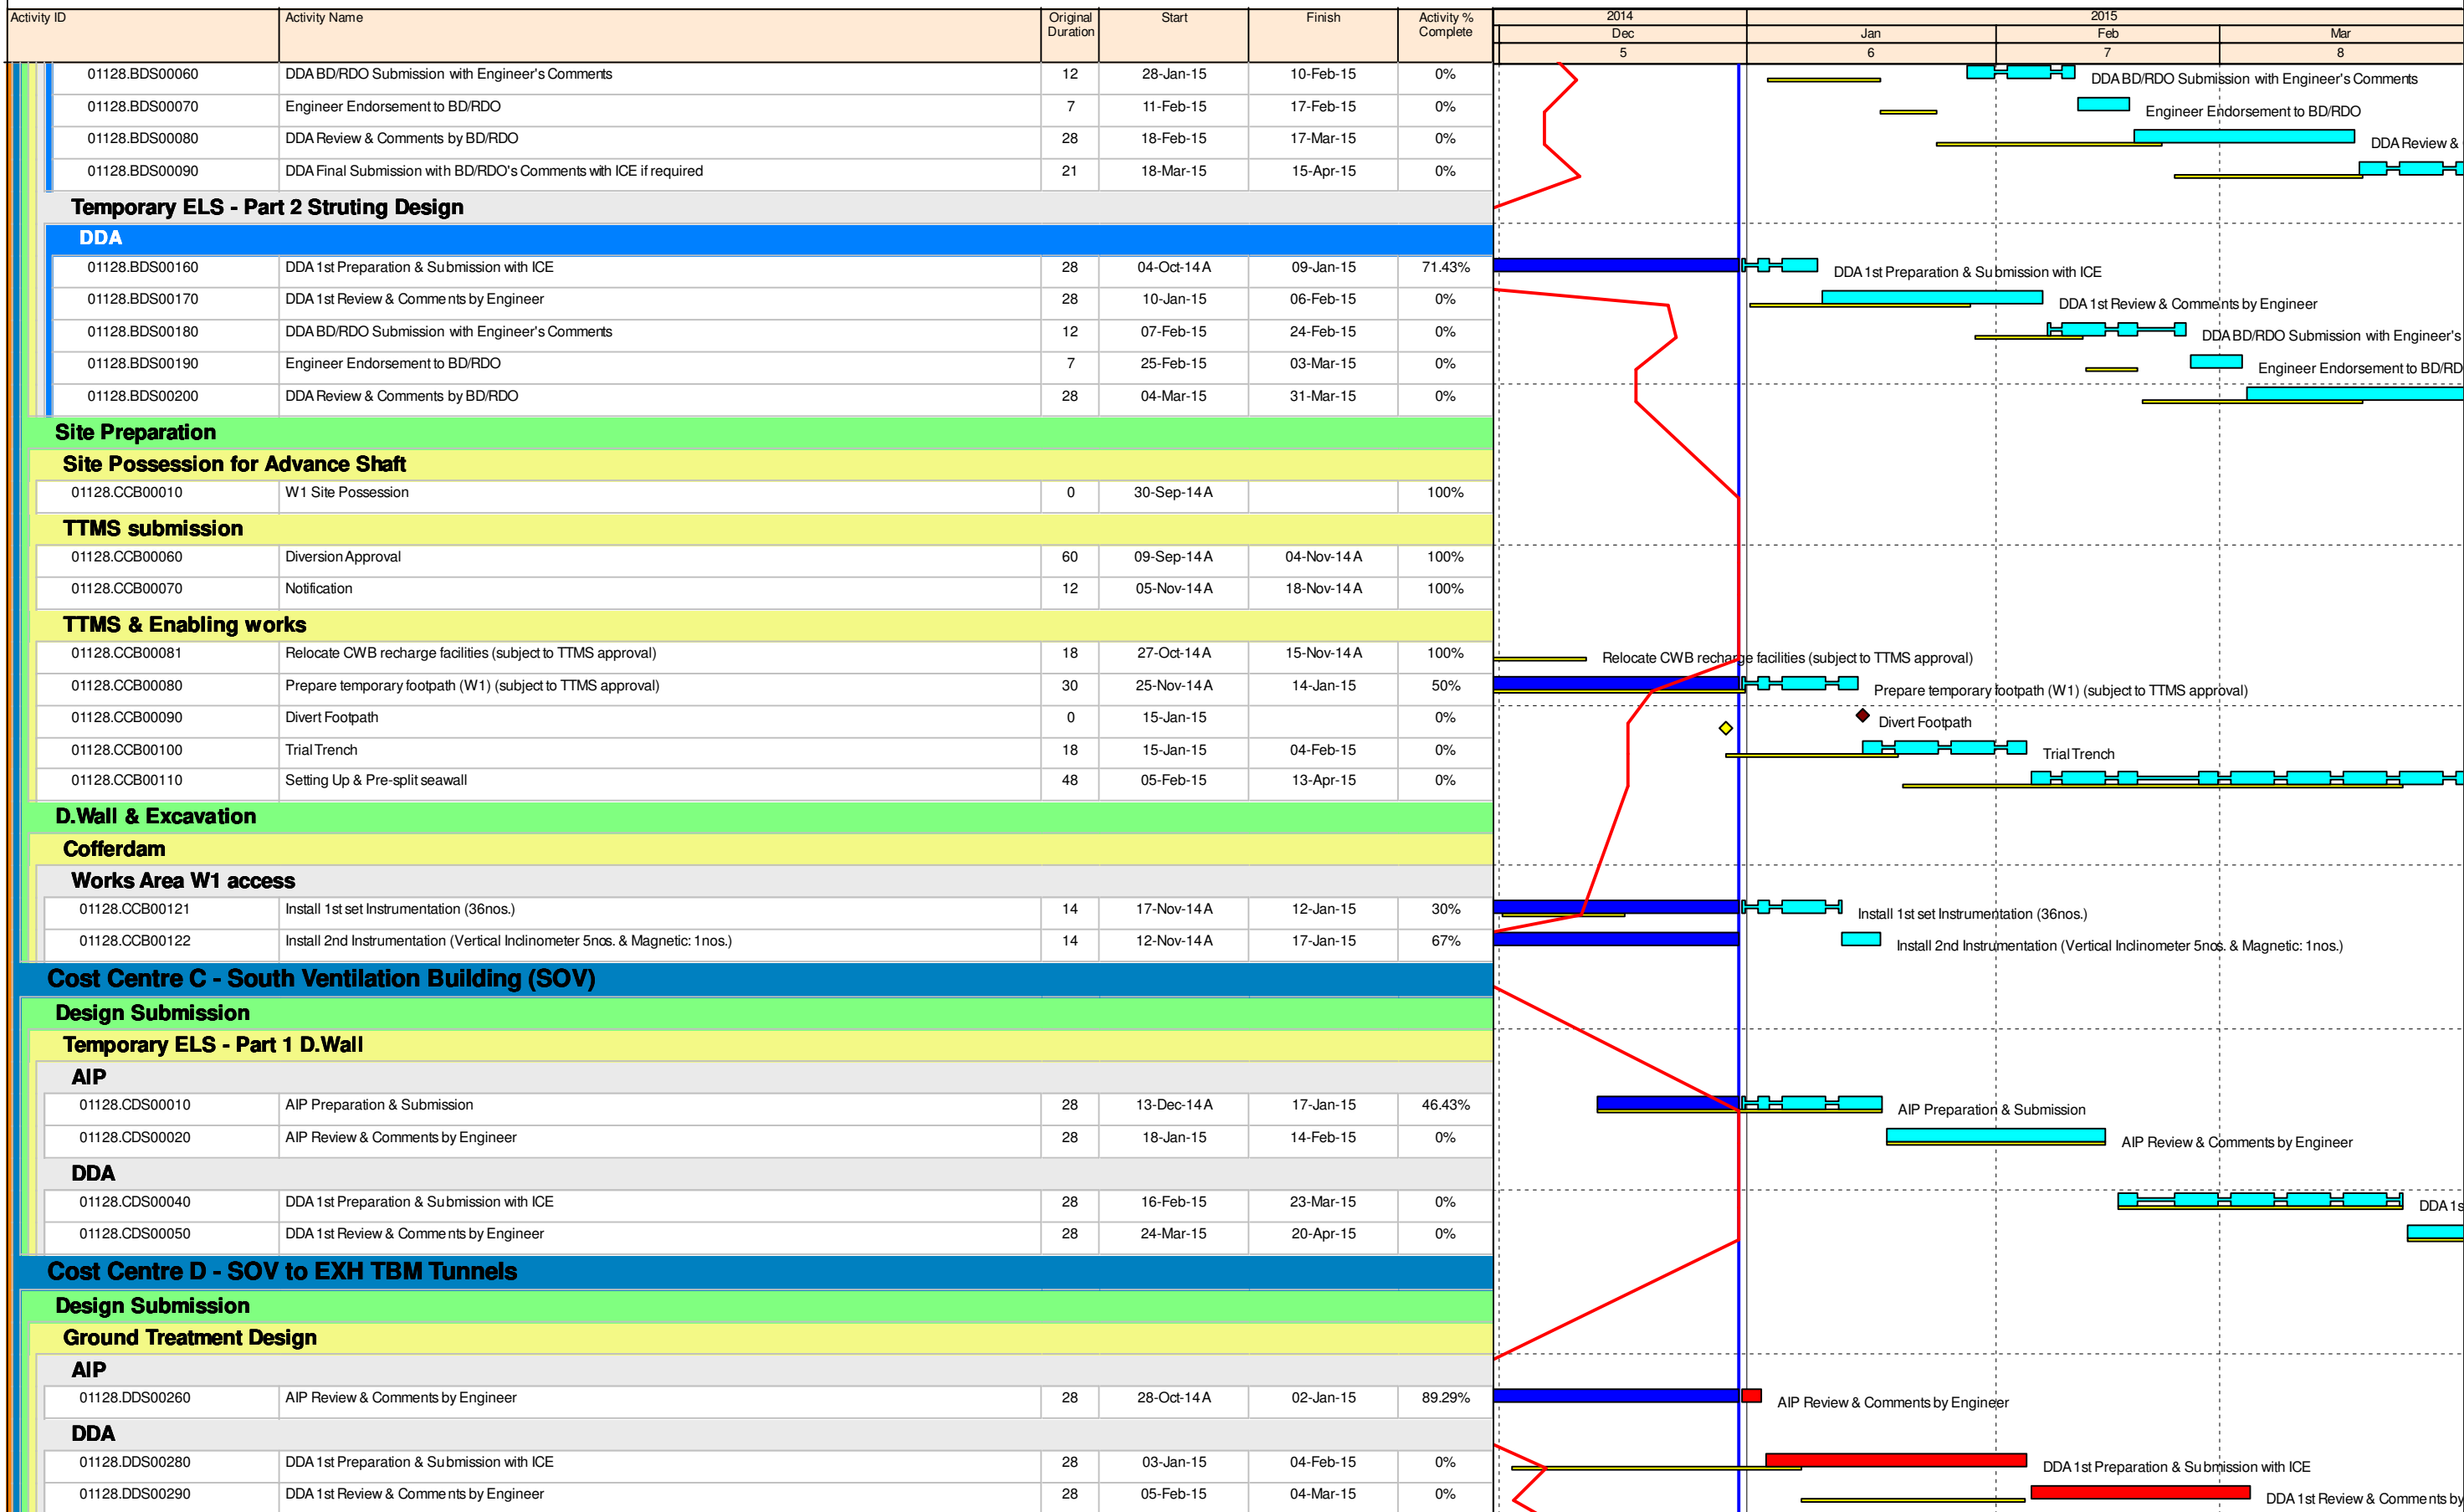 Activity ID Activity Name Original Duration Start Finish Activity % Complete 2014 2015
Dec Jan Feb Mar
5 6 7 8
01128.BDS00060 DDA BD/RDO Submission with Engineer's Comments 12 28-Jan-15 10-Feb-15 0% DDA BD/RDO Submission with Engineer's Comments
01128.BDS00070 Engineer Endorsement to BD/RDO 7 11-Feb-15 17-Feb-15 0% Engineer Endorsement to BD/RDO
01128.BDS00080 DDA Review & Comments by BD/RDO 28 18-Feb-15 17-Mar-15 0% DDA Review &
01128.BDS00090 DDA Final Submission with BD/RDO's Comments with ICE if required 21 18-Mar-15 15-Apr-15 0%
Temporary ELS - Part 2 Struting Design
DDA
01128.BDS00160 DDA 1st Preparation & Submission with ICE 28 04-Oct-14 A 09-Jan-15 71.43% DDA 1st Preparation & Submission with ICE
01128.BDS00170 DDA 1st Review & Comments by Engineer 28 10-Jan-15 06-Feb-15 0% DDA 1st Review & Comments by Engineer
01128.BDS00180 DDA BD/RDO Submission with Engineer's Comments 12 07-Feb-15 24-Feb-15 0% DDA BD/RDO Submission with Engineer's
01128.BDS00190 Engineer Endorsement to BD/RDO 7 25-Feb-15 03-Mar-15 0% Engineer Endorsement to BD/RD
01128.BDS00200 DDA Review & Comments by BD/RDO 28 04-Mar-15 31-Mar-15 0%
Site Preparation
Site Possession for Advance Shaft
01128.CCB00010 W1 Site Possession 0 30-Sep-14 A 100%
TTMS submission
01128.CCB00060 Diversion Approval 60 09-Sep-14 A 04-Nov-14 A 100%
01128.CCB00070 Notification 12 05-Nov-14 A 18-Nov-14 A 100%
TTMS & Enabling works
01128.CCB00081 Relocate CWB recharge facilities (subject to TTMS approval) 18 27-Oct-14 A 15-Nov-14 A 100% Relocate CWB recharge facilities (subject to TTMS approval)
01128.CCB00080 Prepare temporary footpath (W1) (subject to TTMS approval) 30 25-Nov-14 A 14-Jan-15 50% Prepare temporary footpath (W1) (subject to TTMS approval)
01128.CCB00090 Divert Footpath 0 15-Jan-15 0% Divert Footpath
01128.CCB00100 Trial Trench 18 15-Jan-15 04-Feb-15 0% Trial Trench
01128.CCB00110 Setting Up & Pre-split seawall 48 05-Feb-15 13-Apr-15 0%
D.Wall & Excavation
Cofferdam
Works Area W1 access
01128.CCB00121 Install 1st set Instrumentation (36nos.) 14 17-Nov-14 A 12-Jan-15 30% Install 1st set Instrumentation (36nos.)
01128.CCB00122 Install 2nd Instrumentation (Vertical Inclinometer 5nos. & Magnetic: 1nos.) 14 12-Nov-14 A 17-Jan-15 67% Install 2nd Instrumentation (Vertical Inclinometer 5nos. & Magnetic: 1nos.)
Cost Centre C - South Ventilation Building (SOV)
Design Submission
Temporary ELS - Part 1 D.Wall
AIP
01128.CDS00010 AIP Preparation & Submission 28 13-Dec-14 A 17-Jan-15 46.43% AIP Preparation & Submission
01128.CDS00020 AIP Review & Comments by Engineer 28 18-Jan-15 14-Feb-15 0% AIP Review & Comments by Engineer
DDA
01128.CDS00040 DDA 1st Preparation & Submission with ICE 28 16-Feb-15 23-Mar-15 0% DDA 1s
01128.CDS00050 DDA 1st Review & Comments by Engineer 28 24-Mar-15 20-Apr-15 0%
Cost Centre D - SOV to EXH TBM Tunnels
Design Submission
Ground Treatment Design
AIP
01128.DDS00260 AIP Review & Comments by Engineer 28 28-Oct-14 A 02-Jan-15 89.29% AIP Review & Comments by Engineer
DDA
01128.DDS00280 DDA 1st Preparation & Submission with ICE 28 03-Jan-15 04-Feb-15 0% DDA 1st Preparation & Submission with ICE
01128.DDS00290 DDA 1st Review & Comments by Engineer 28 05-Feb-15 04-Mar-15 0% DDA 1st Review & Comments by